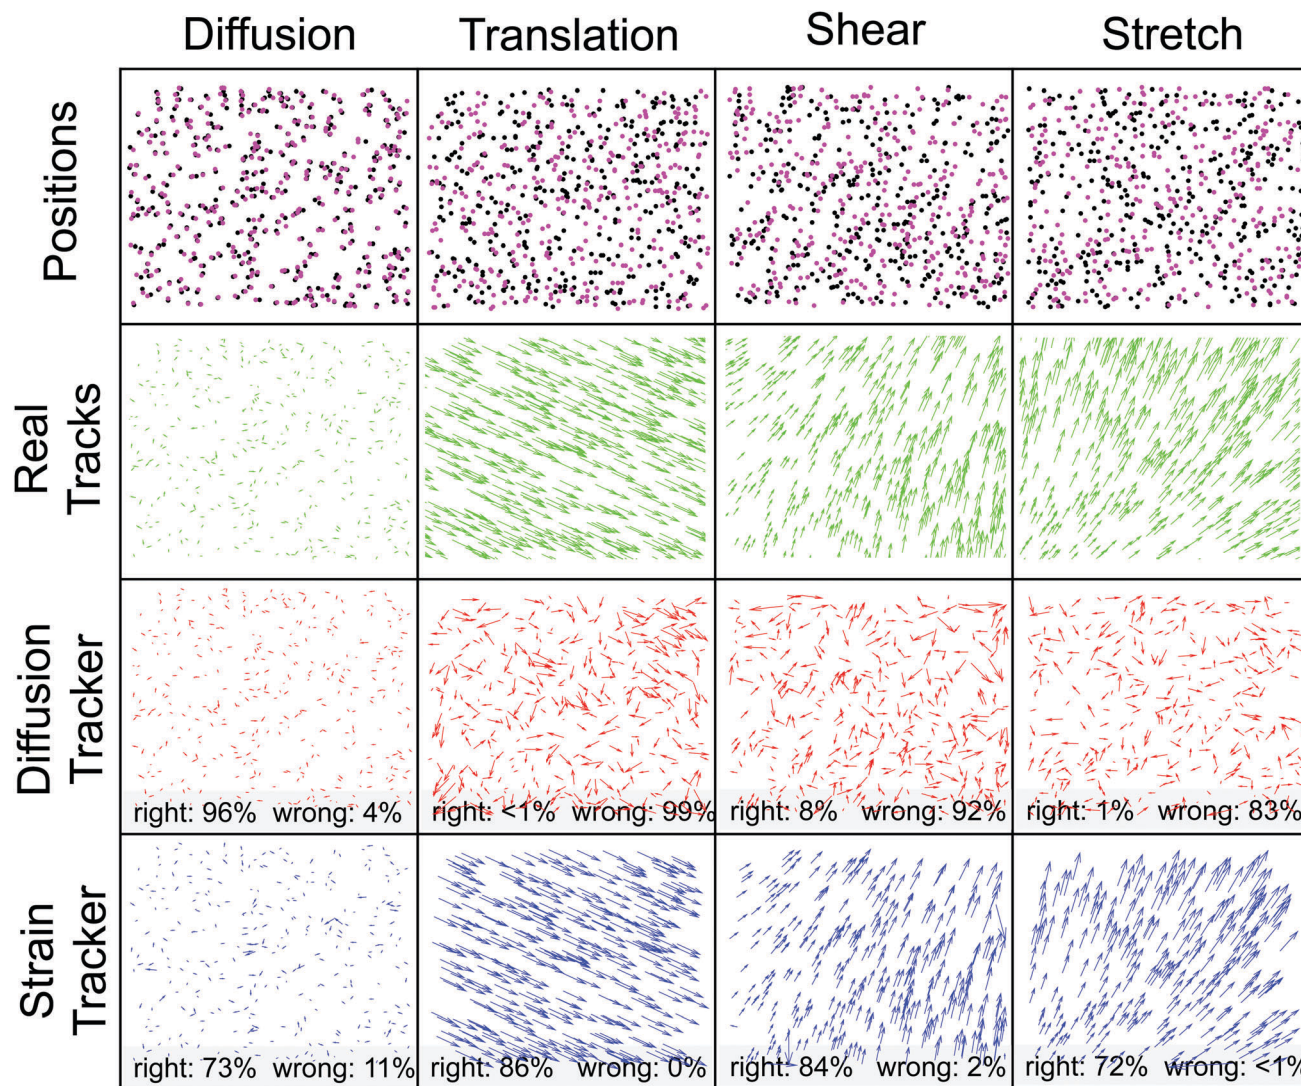 Diffusion Translation Shear Stretch
Positions
Real
Tracks
Diffusion
Tracker
right: 96% wrong: 4% right: <1% wrong: 99% right: 8% wrong: 92% right: 1% wrong: 83%
Strain
Tracker
right: 73% wrong: 11% right: 86% wrong: 0% right: 84% wrong: 2% right: 72% wrong: <1%